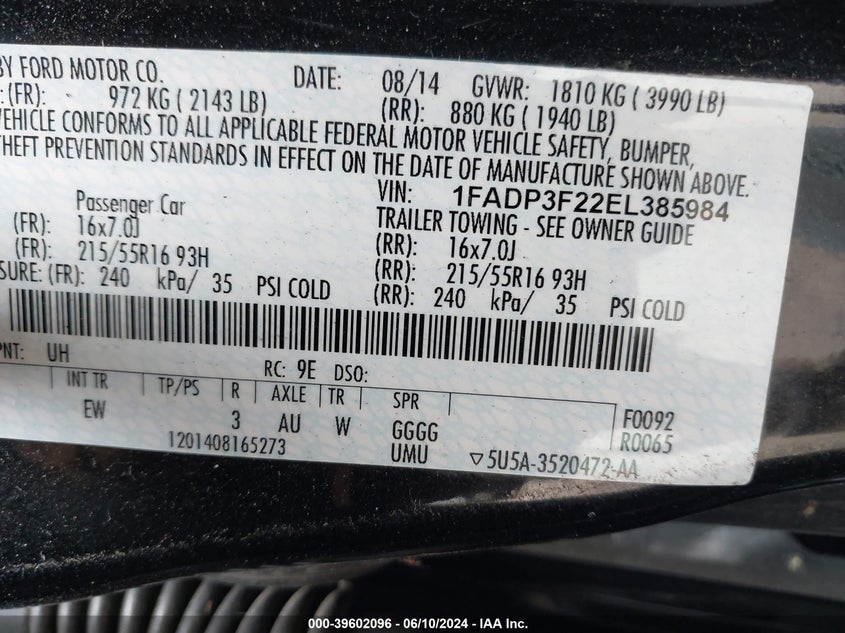 BY FORD MOTOR CO. DATE: 08/14 GVWR: 1810 KG ( 3990 LB)
(FR): 972 KG ( 2143 LB) (RR): 880 KG ( 1940 LB)
VEHICLE CONFORMS TO ALL APPLICABLE FEDERAL MOTOR VEHICLE SAFETY, BUMPER,
THEFT PREVENTION STANDARDS IN EFFECT ON THE DATE OF MANUFACTURE SHOWN ABOVE.
VIN: 1FADP3F22EL385984
Passenger Car TRAILER TOWING - SEE OWNER GUIDE
(FR): 16x7.0J (RR): 16x7.0J
(FR): 215/55R16 93H (RR): 215/55R16 93H
SURE: (FR): 240 kPa/ 35 PSI COLD (RR): 240 kPa/ 35 PSI COLD
PNT: UH RC: 9E DSO:
INT TR TP/PS R AXLE TR SPR
EW 3 AU W GGGG F0092
1201408165273 UMU ▽5U5A-3520472-AA R0065
000-39602096 - 06/10/2024 - IAA Inc.